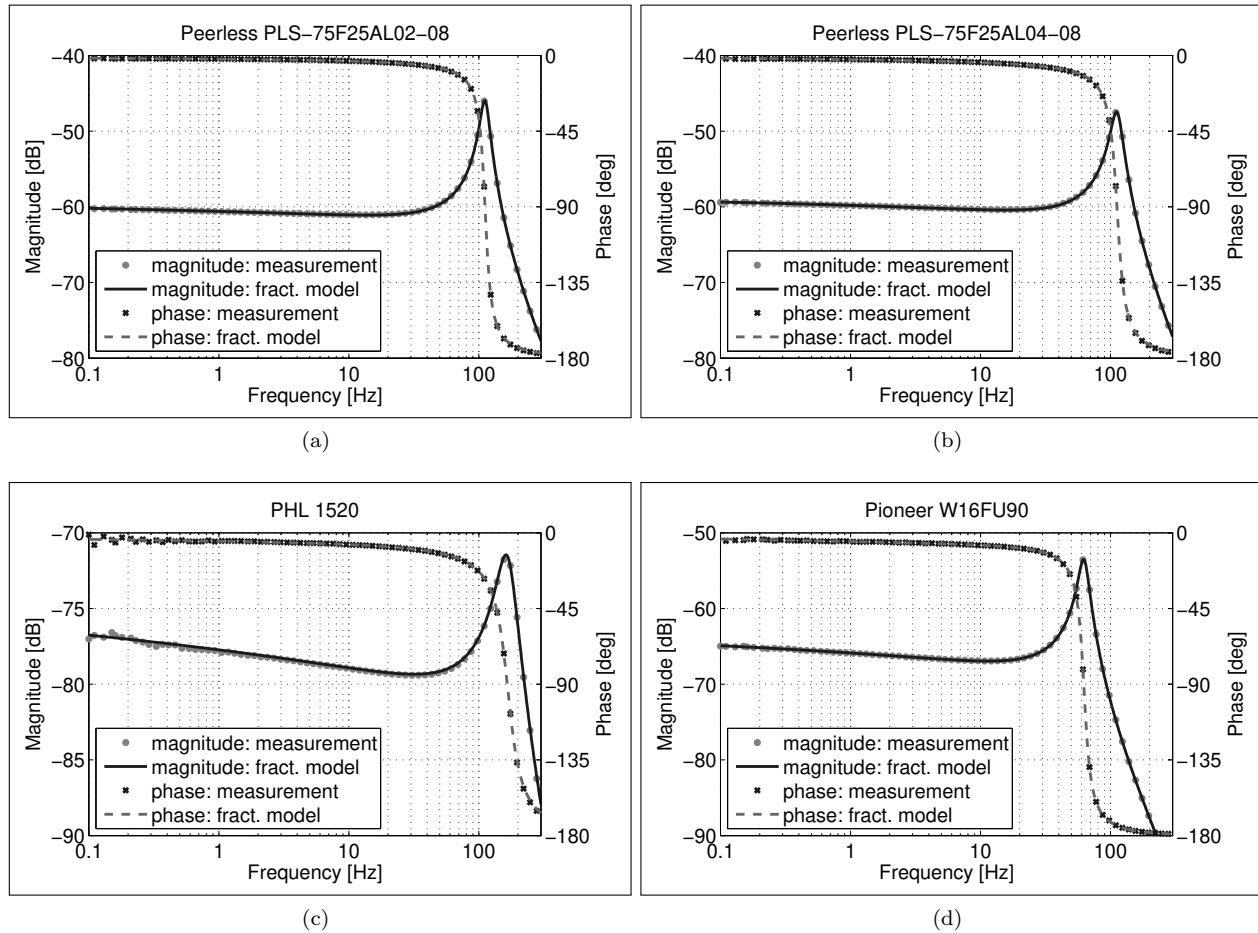 Peerless PLS−75F25AL02−08
−40
−50
−60
−70
−80
Magnitude [dB]
0
−45
−90
−135
−180
Phase [deg]
magnitude: measurement
magnitude: fract. model
phase: measurement
phase: fract. model
0.1 1 10 100
Frequency [Hz]
(a)
Peerless PLS−75F25AL04−08
−40
−50
−60
−70
−80
Magnitude [dB]
0
−45
−90
−135
−180
Phase [deg]
magnitude: measurement
magnitude: fract. model
phase: measurement
phase: fract. model
0.1 1 10 100
Frequency [Hz]
(b)
PHL 1520
−70
−75
−80
−85
−90
Magnitude [dB]
0
−45
−90
−135
−180
Phase [deg]
magnitude: measurement
magnitude: fract. model
phase: measurement
phase: fract. model
0.1 1 10 100
Frequency [Hz]
(c)
Pioneer W16FU90
−50
−60
−70
−80
−90
Magnitude [dB]
0
−45
−90
−135
−180
Phase [deg]
magnitude: measurement
magnitude: fract. model
phase: measurement
phase: fract. model
0.1 1 10 100
Frequency [Hz]
(d)